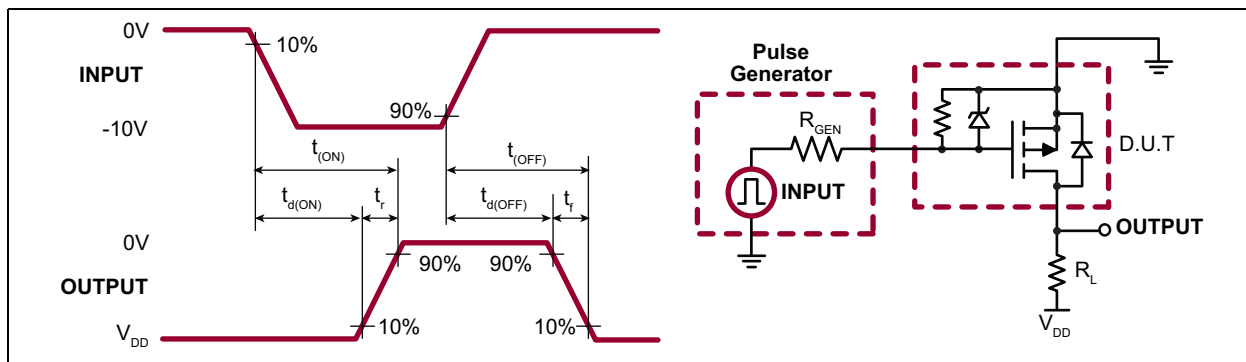 0V
10%
INPUT
90%
-10V
t(ON)
t(OFF)
td(ON)
tr
td(OFF)
tf
0V
90%
90%
OUTPUT
10%
10%
VDD
Pulse
Generator
RGEN
INPUT
D.U.T
OUTPUT
RL
VDD